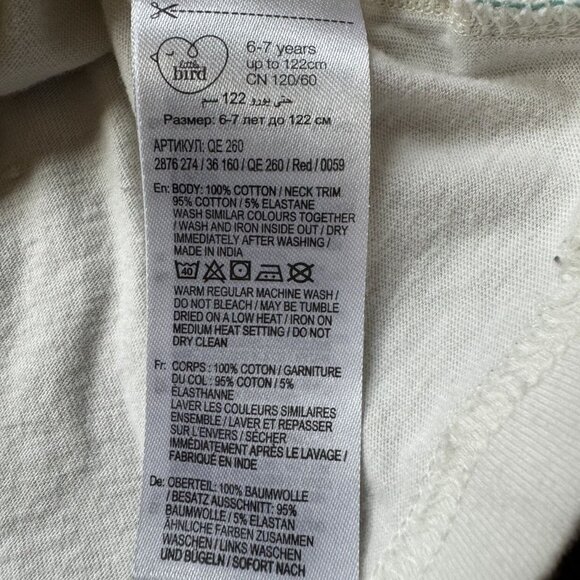 little
bird
6-7 years
up to 122cm
CN 120/60
حتى يورو 122 سم
Размер: 6-7 лет до 122 см
АРТИКУЛ: QE 260
2876 274 / 36 160 / QE 260 / Red / 0059
En: BODY: 100% COTTON / NECK TRIM
95% COTTON / 5% ELASTANE
WASH SIMILAR COLOURS TOGETHER
/ WASH AND IRON INSIDE OUT / DRY
IMMEDIATELY AFTER WASHING /
MADE IN INDIA
40
WARM REGULAR MACHINE WASH /
DO NOT BLEACH / MAY BE TUMBLE
DRIED ON A LOW HEAT / IRON ON
MEDIUM HEAT SETTING / DO NOT
DRY CLEAN
Fr: CORPS : 100% COTON / GARNITURE
DU COL : 95% COTON / 5%
ÉLASTHANNE
LAVER LES COULEURS SIMILAIRES
ENSEMBLE / LAVER ET REPASSER
SUR L'ENVERS / SÉCHER
IMMÉDIATEMENT APRÈS LE LAVAGE /
FABRIQUÉ EN INDE
De: OBERTEIL: 100% BAUMWOLLE
/ BESATZ AUSSCHNITT: 95%
BAUMWOLLE / 5% ELASTAN
ÄHNLICHE FARBEN ZUSAMMEN
WASCHEN / LINKS WASCHEN
UND BÜGELN / SOFORT NACH DEM